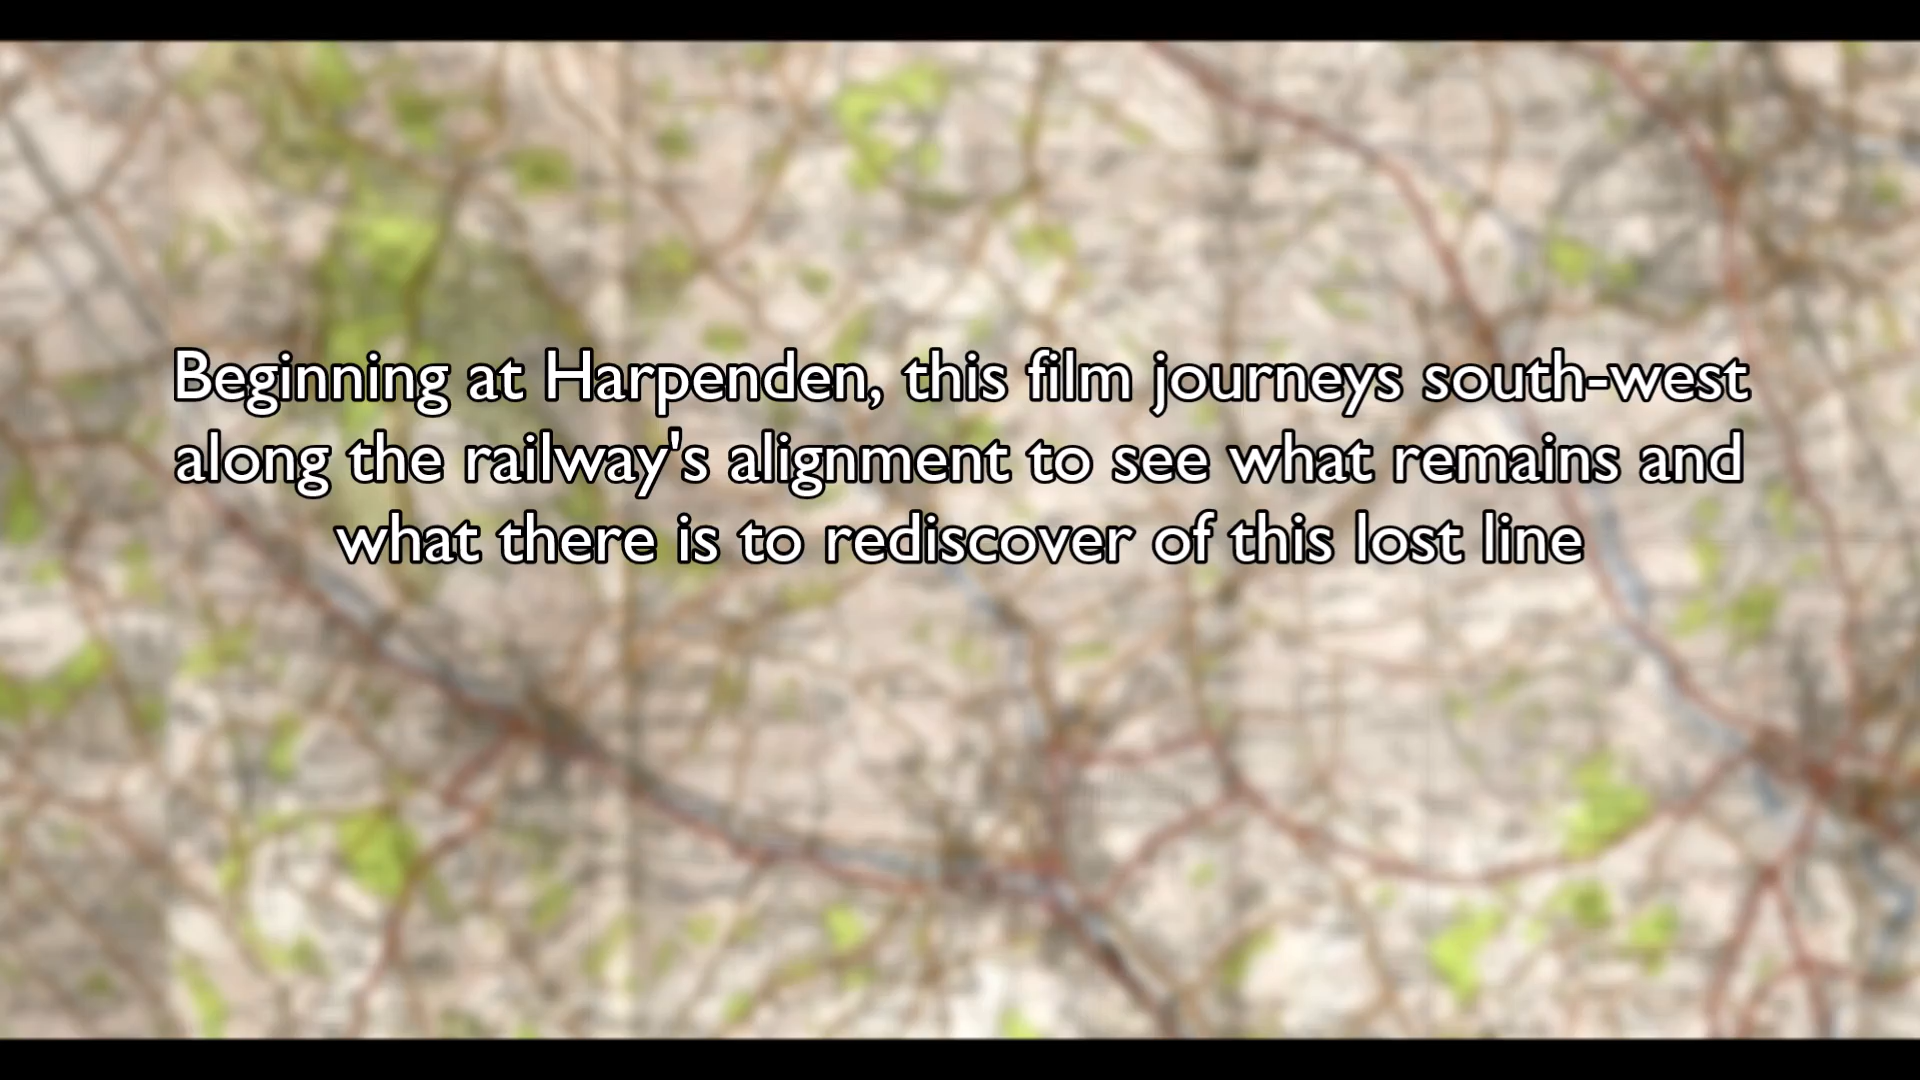 Beginning at Harpenden, this film journeys south-west
along the railway's alignment to see what remains and
what there is to rediscover of this lost line